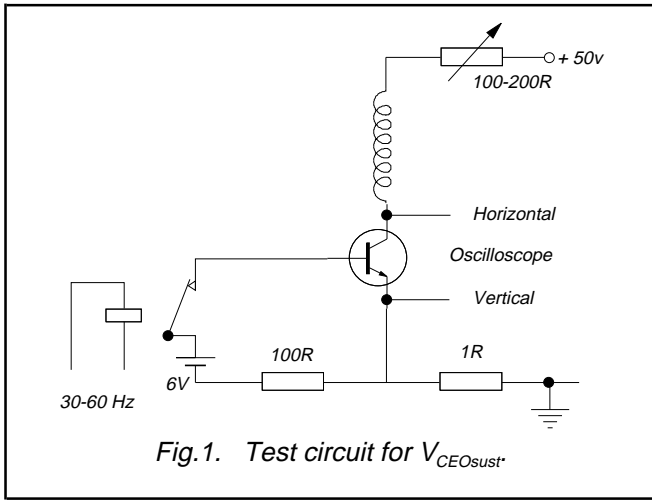 + 50v
100-200R
Horizontal
Oscilloscope
Vertical
100R
1R
6V
30-60 Hz
Fig.1. Test circuit for VCEOsust.